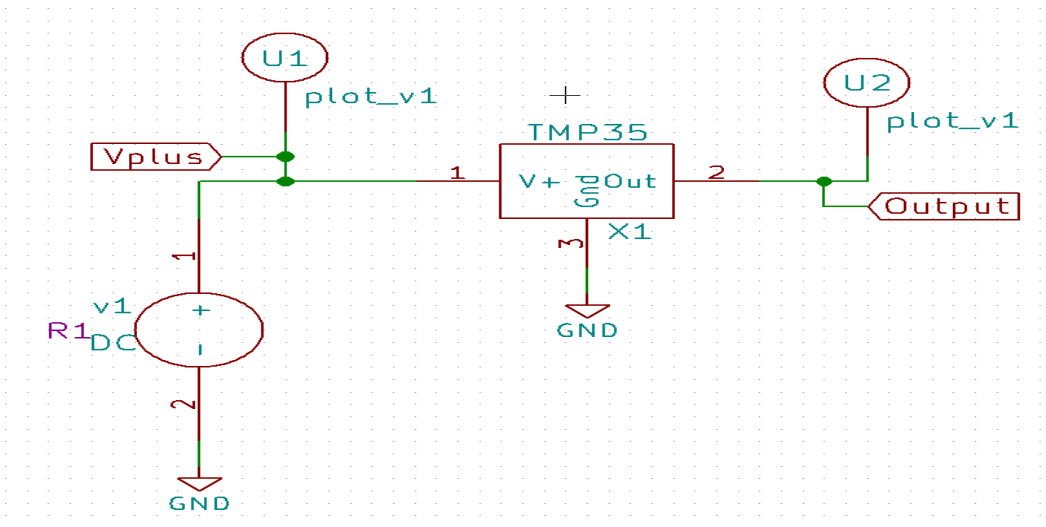 U1
plot_v1
U2
plot_v1
TMP35
Vplus
1
V+
Gnd
Out
2
Output
X1
3
GND
1
v1
+
R1
DC
-
2
GND